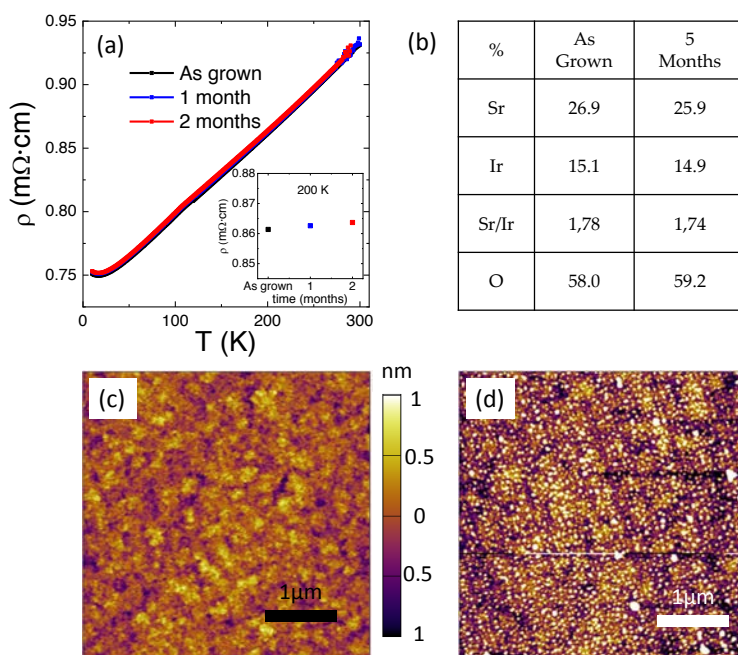 (a)
As grown
1 month
2 months
ρ (mΩ·cm)
0.95
0.90
0.85
0.80
0.75
0
100
200
300
T (K)
200 K
ρ (mΩ·cm)
0.88
0.87
0.86
0.85
As grown 1 2
time (months)
(b)
% As Grown 5 Months
Sr 26.9 25.9
Ir 15.1 14.9
Sr/Ir 1,78 1,74
O 58.0 59.2
(c)
1µm
nm
1
0.5
0
0.5
1
(d)
1µm